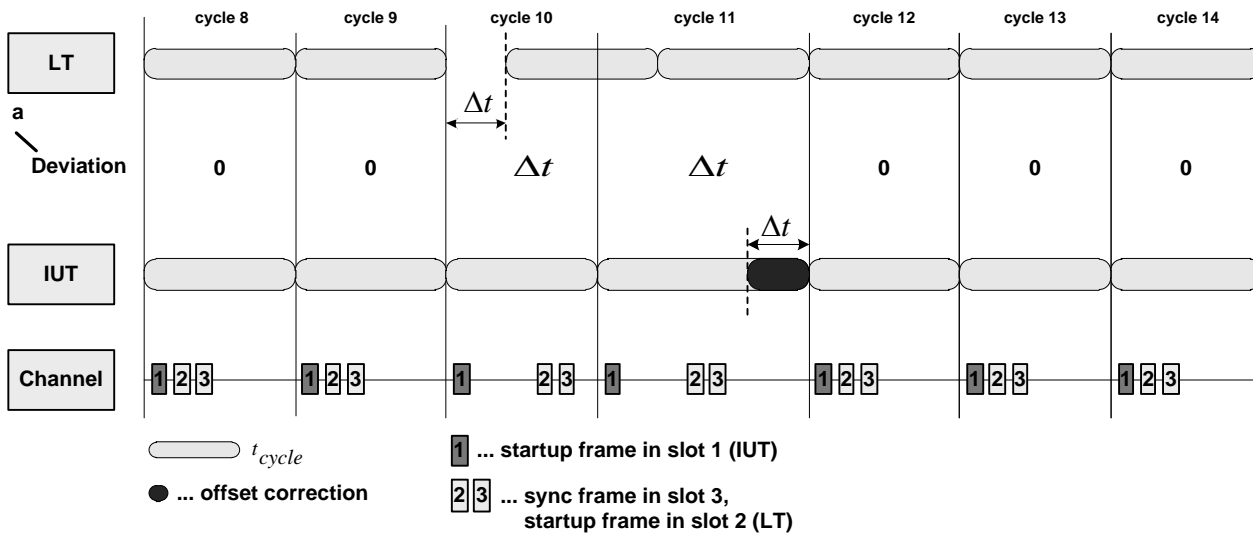 cycle 8 cycle 9 cycle 10 cycle 11 cycle 12 cycle 13 cycle 14
LT
Δt
a
Deviation 0 0 Δt Δt 0 0 0
Δt
IUT
Channel 1 2 3 1 2 3 1 2 3 1 2 3 1 2 3 1 2 3 1 2 3
t_cycle 1 ... startup frame in slot 1 (IUT)
... offset correction 2 3 ... sync frame in slot 3,
startup frame in slot 2 (LT)